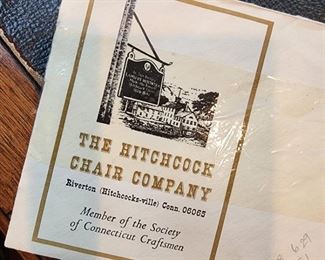 THE HITCHCOCK
CHAIR COMPANY
Riverton (Hitchcocks-ville) Conn. 06065
Member of the Society
of Connecticut Craftsmen